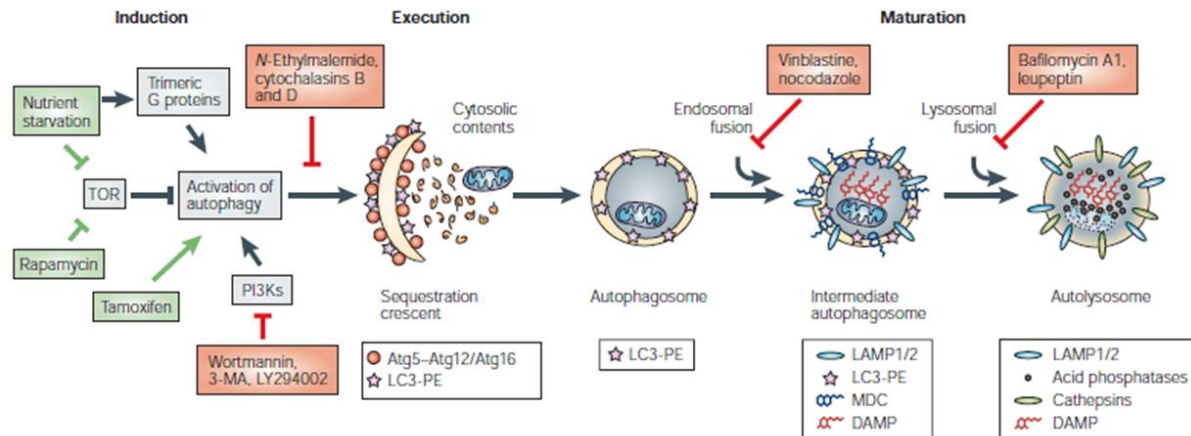 Induction
Execution
Maturation
N-Ethylmalemide,
cytochalasins B
and D
Vinblastine,
nocodazole
Bafilomycin A1,
leupeptin
Nutrient
starvation
Trimeric
G proteins
Cytosolic
contents
Endosomal
fusion
Lysosomal
fusion
TOR
Activation of
autophagy
Rapamycin
Tamoxifen
PI3Ks
Wortmannin,
3-MA, LY294002
Sequestration
crescent
Autophagosome
Intermediate
autophagosome
Autolysosome
Atg5–Atg12/Atg16
LC3-PE
LC3-PE
LAMP1/2
LC3-PE
MDC
DAMP
LAMP1/2
Acid phosphatases
Cathepsins
DAMP